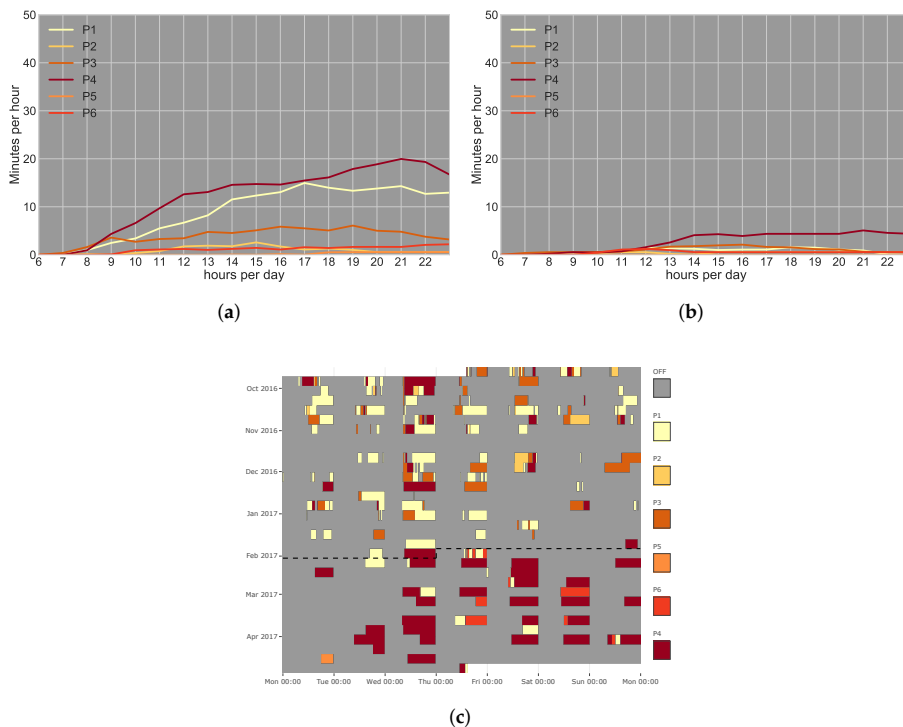 50
40
30
20
10
0
Minutes per hour
P1
P2
P3
P4
P5
P6
6 7 8 9 10 11 12 13 14 15 16 17 18 19 20 21 22
hours per day
(a)
50
40
30
20
10
0
Minutes per hour
P1
P2
P3
P4
P5
P6
6 7 8 9 10 11 12 13 14 15 16 17 18 19 20 21 22
hours per day
(b)
Oct 2016
Nov 2016
Dec 2016
Jan 2017
Feb 2017
Mar 2017
Apr 2017
Mon 00:00 Tue 00:00 Wed 00:00 Thu 00:00 Fri 00:00 Sat 00:00 Sun 00:00 Mon 00:00
OFF
P1
P2
P3
P5
P6
P4
(c)